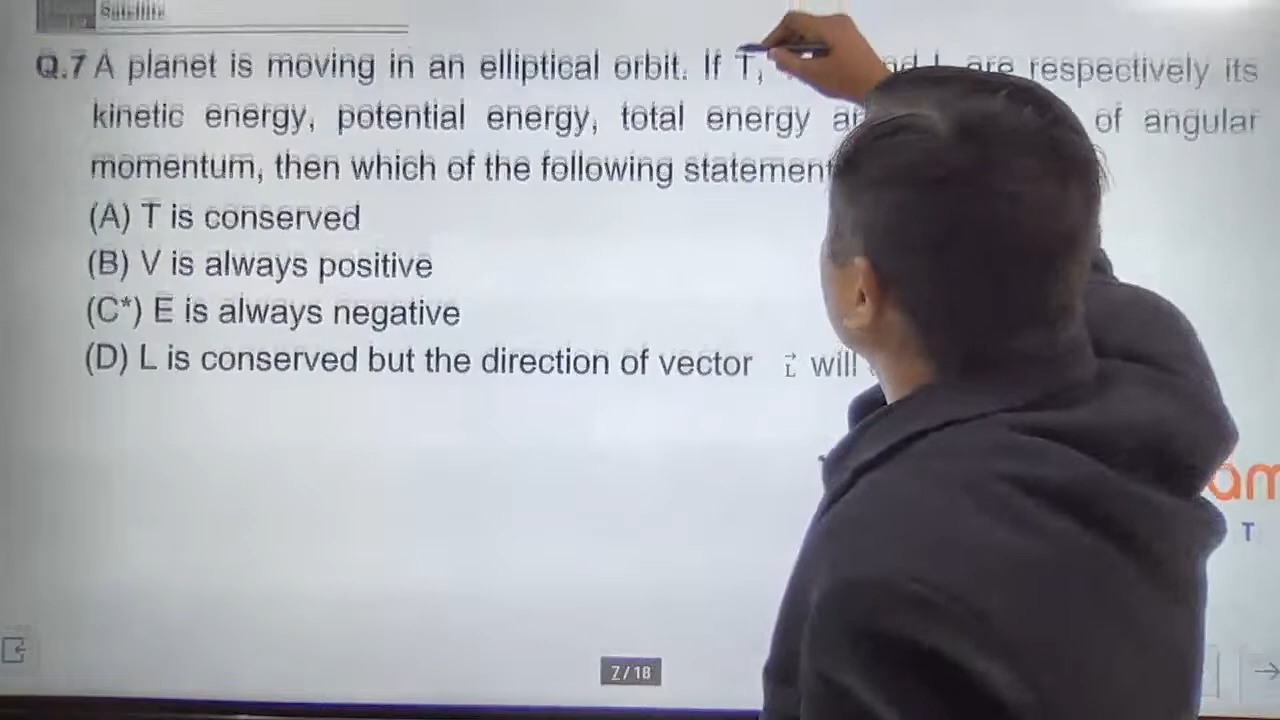 Satellite
Q.7 A planet is moving in an elliptical orbit. If T, are respectively its
kinetic energy, potential energy, total energy of angular
momentum, then which of the following statement
(A) T is conserved
(B) V is always positive
(C*) E is always negative
(D) L is conserved but the direction of vector L⃗ will
am
T
7/18